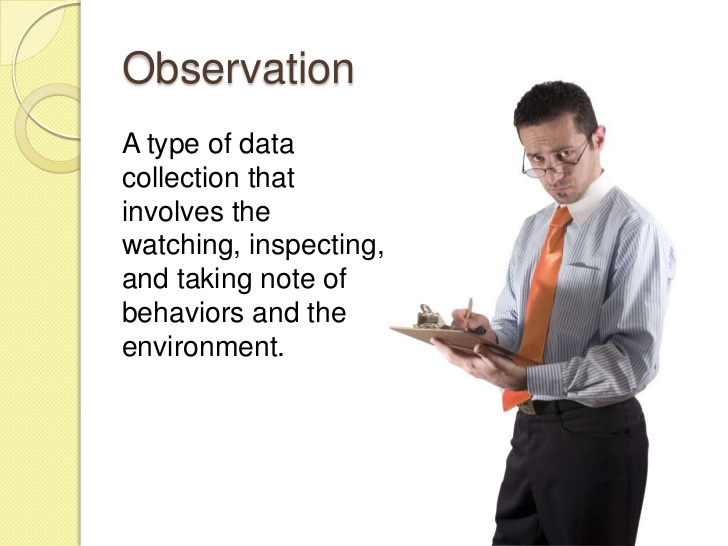 Observation
A type of data
collection that
involves the
watching, inspecting,
and taking note of
behaviors and the
environment.